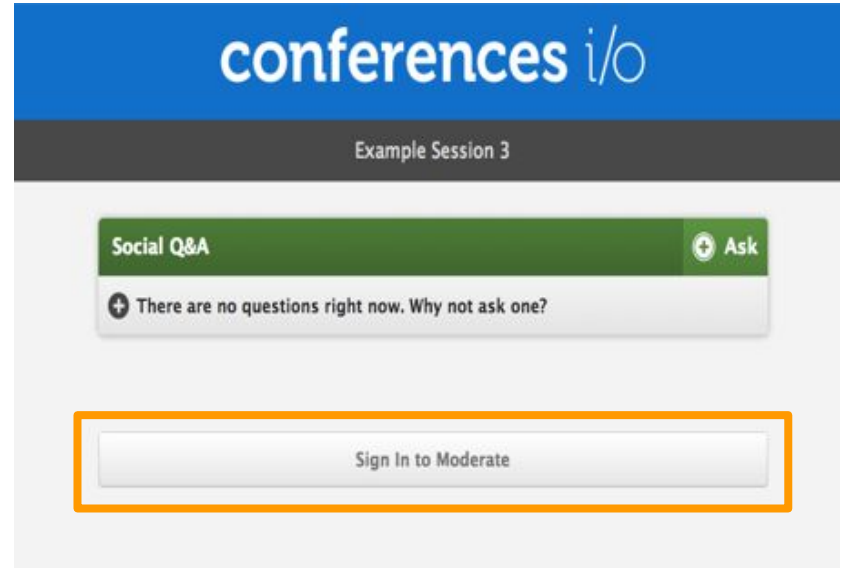 conferences i/o
Example Session 3
Social Q&A
Ask
There are no questions right now. Why not ask one?
Sign In to Moderate